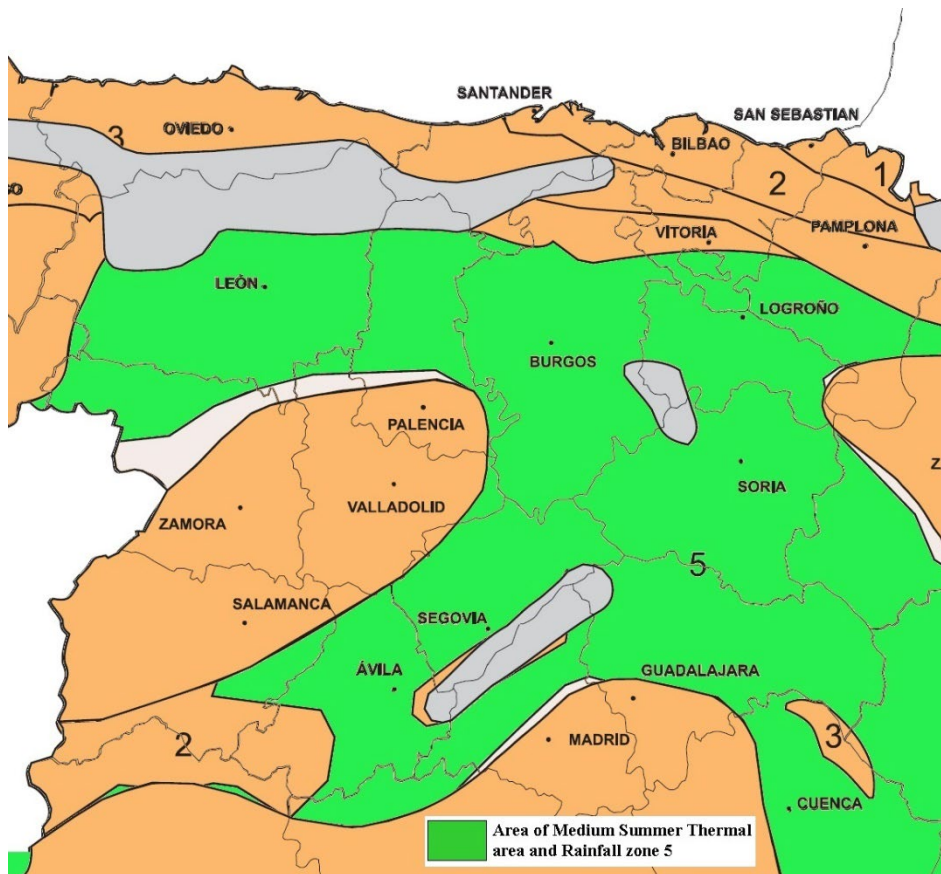 SANTANDER
SAN SEBASTIAN
3
OVIEDO
BILBAO
2
1
VITORIA
PAMPLONA
LEÓN
LOGROÑO
BURGOS
PALENCIA
Z
SORIA
VALLADOLID
ZAMORA
5
SALAMANCA
SEGOVIA
ÁVILA
GUADALAJARA
2
MADRID
3
CUENCA
Area of Medium Summer Thermal
area and Rainfall zone 5